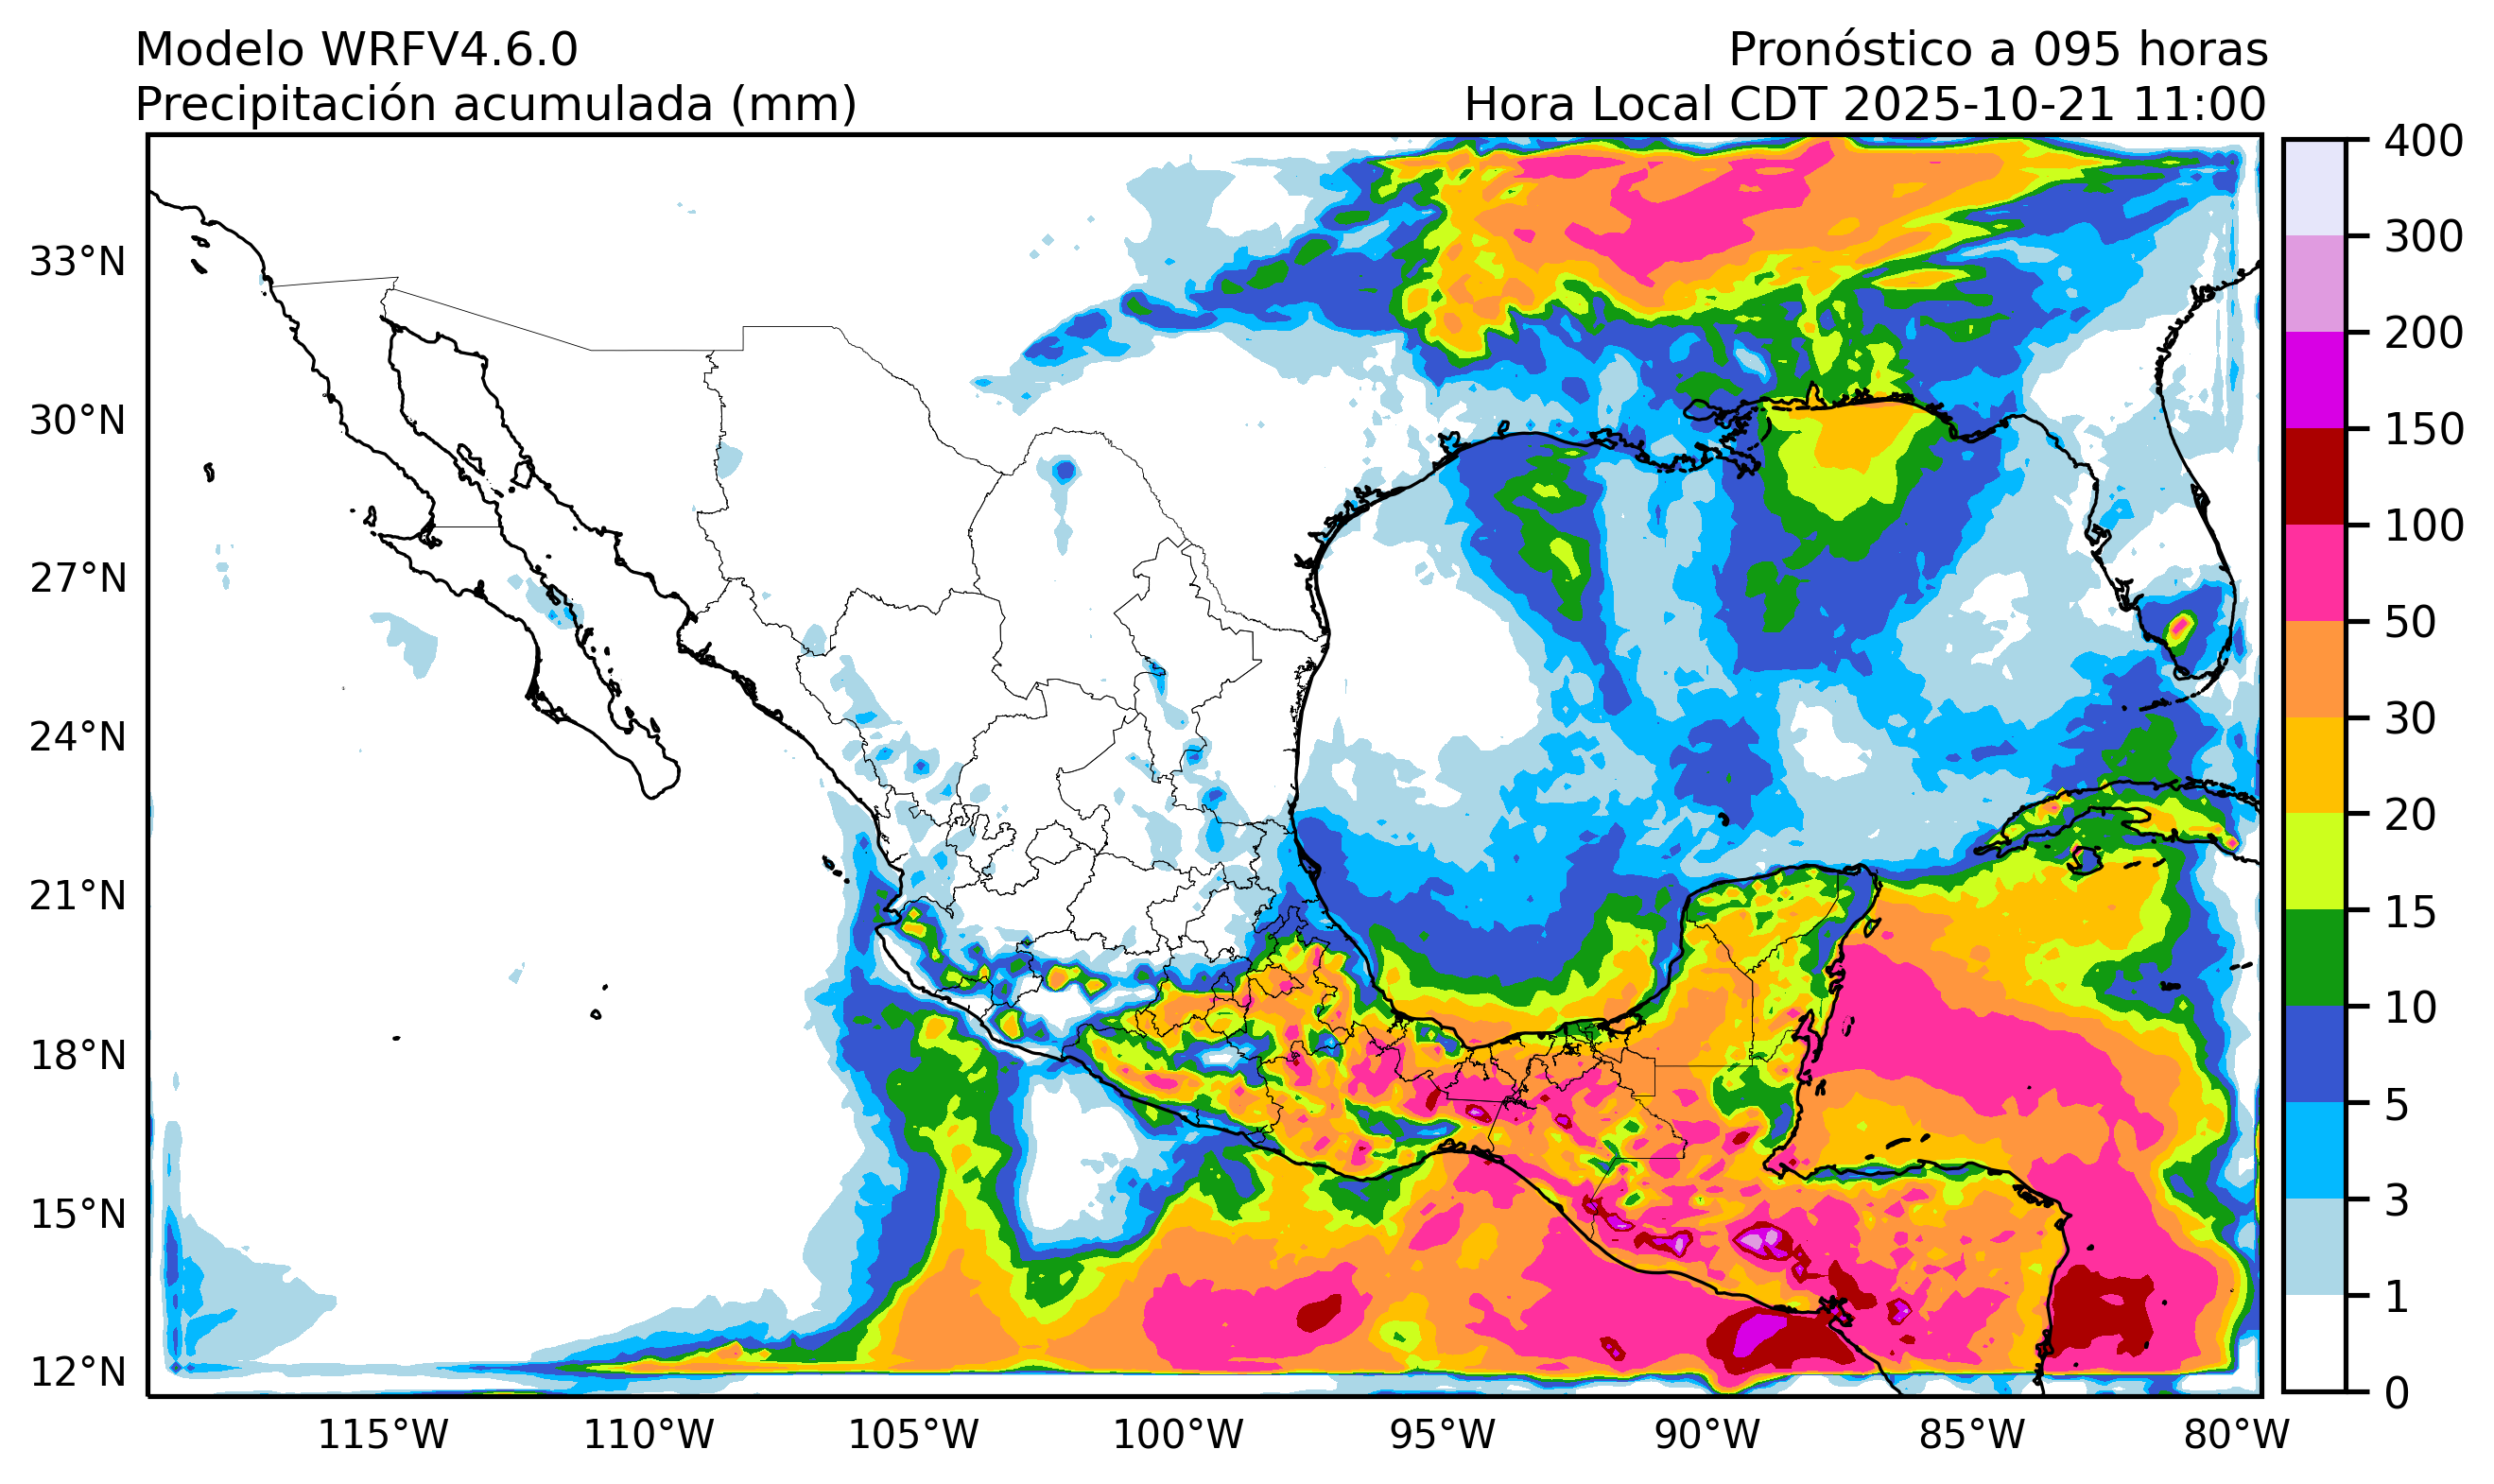 Modelo WRFV4.6.0
Pronóstico a 095 horas
Precipitación acumulada (mm)
Hora Local CDT 2025-10-21 11:00
33°N
30°N
27°N
24°N
21°N
18°N
15°N
12°N
115°W
110°W
105°W
100°W
95°W
90°W
85°W
80°W
400
300
200
150
100
50
30
20
15
10
5
3
1
0